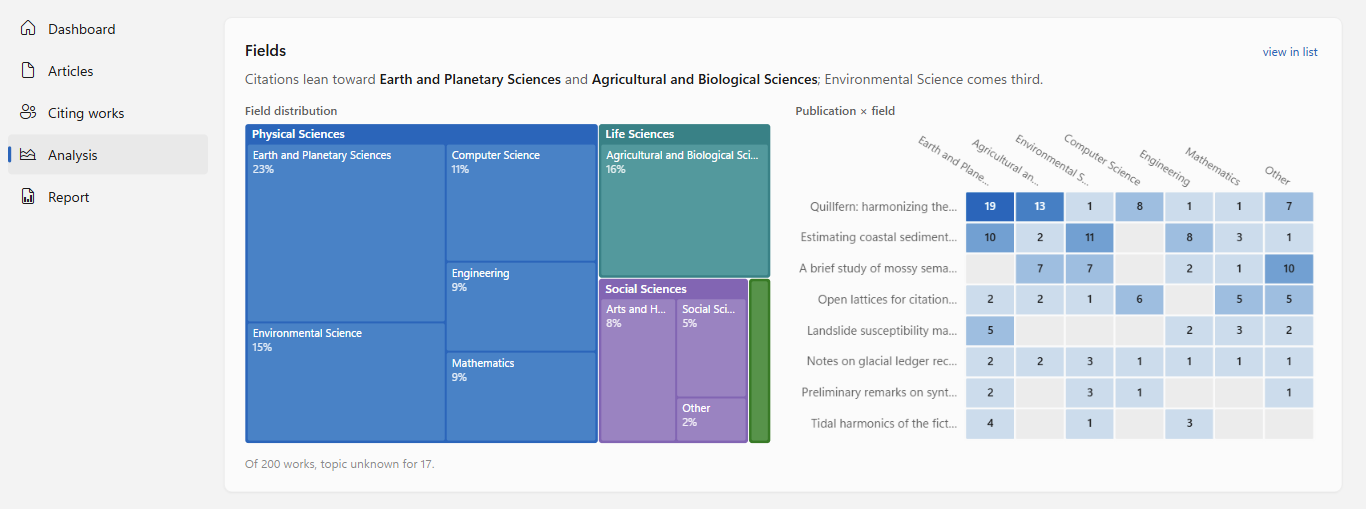 Dashboard
Articles
Citing works
Analysis
Report
Fields
view in list
Citations lean toward Earth and Planetary Sciences and Agricultural and Biological Sciences; Environmental Science comes third.
Field distribution
Physical Sciences
Earth and Planetary Sciences
23%
Environmental Science
15%
Computer Science
11%
Engineering
9%
Mathematics
9%
Life Sciences
Agricultural and Biological Sci...
16%
Social Sciences
Arts and H...
8%
Social Sci...
5%
Other
2%
Of 200 works, topic unknown for 17.
Publication × field
Earth and Plane...
Agricultural an...
Environmental S...
Computer Science
Engineering
Mathematics
Other
Quillfern: harmonizing the... 19 13 1 8 1 1 7
Estimating coastal sediment... 10 2 11 8 3 1
A brief study of mossy sema... 7 7 2 1 10
Open lattices for citation... 2 2 1 6 5 5
Landslide susceptibility ma... 5 2 3 2
Notes on glacial ledger rec... 2 2 3 1 1 1 1
Preliminary remarks on synt... 2 3 1 1
Tidal harmonics of the fict... 4 1 3